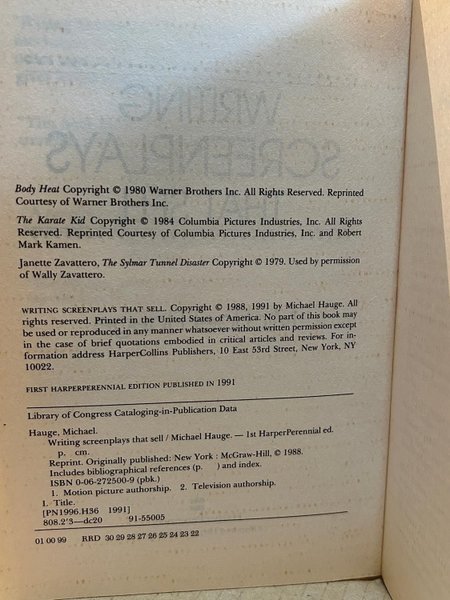 WRITING
SCREENPLAYS
THAT SELL
Body Heat Copyright © 1980 Warner Brothers Inc. All Rights Reserved. Reprinted
Courtesy of Warner Brothers Inc.
The Karate Kid Copyright © 1984 Columbia Pictures Industries, Inc. All Rights
Reserved. Reprinted Courtesy of Columbia Pictures Industries, Inc. and Robert
Mark Kamen.
Janette Zavattero, The Sylmar Tunnel Disaster Copyright © 1979. Used by permission
of Wally Zavattero.
WRITING SCREENPLAYS THAT SELL. Copyright © 1988, 1991 by Michael Hauge. All
rights reserved. Printed in the United States of America. No part of this book may
be used or reproduced in any manner whatsoever without written permission except
in the case of brief quotations embodied in critical articles and reviews. For in-
formation address HarperCollins Publishers, 10 East 53rd Street, New York, NY
10022.
FIRST HARPERPERENNIAL EDITION PUBLISHED IN 1991
Library of Congress Cataloging-in-Publication Data
Hauge, Michael.
Writing screenplays that sell / Michael Hauge. — 1st HarperPerennial ed.
p. cm.
Reprint. Originally published: New York : McGraw-Hill, © 1988.
Includes bibliographical references (p. ) and index.
ISBN 0-06-272500-9 (pbk.)
1. Motion picture authorship. 2. Television authorship.
I. Title.
[PN1996.H36 1991]
808.2'3—dc20 91-55005
01 00 99 RRD 30 29 28 27 26 25 24 23 22